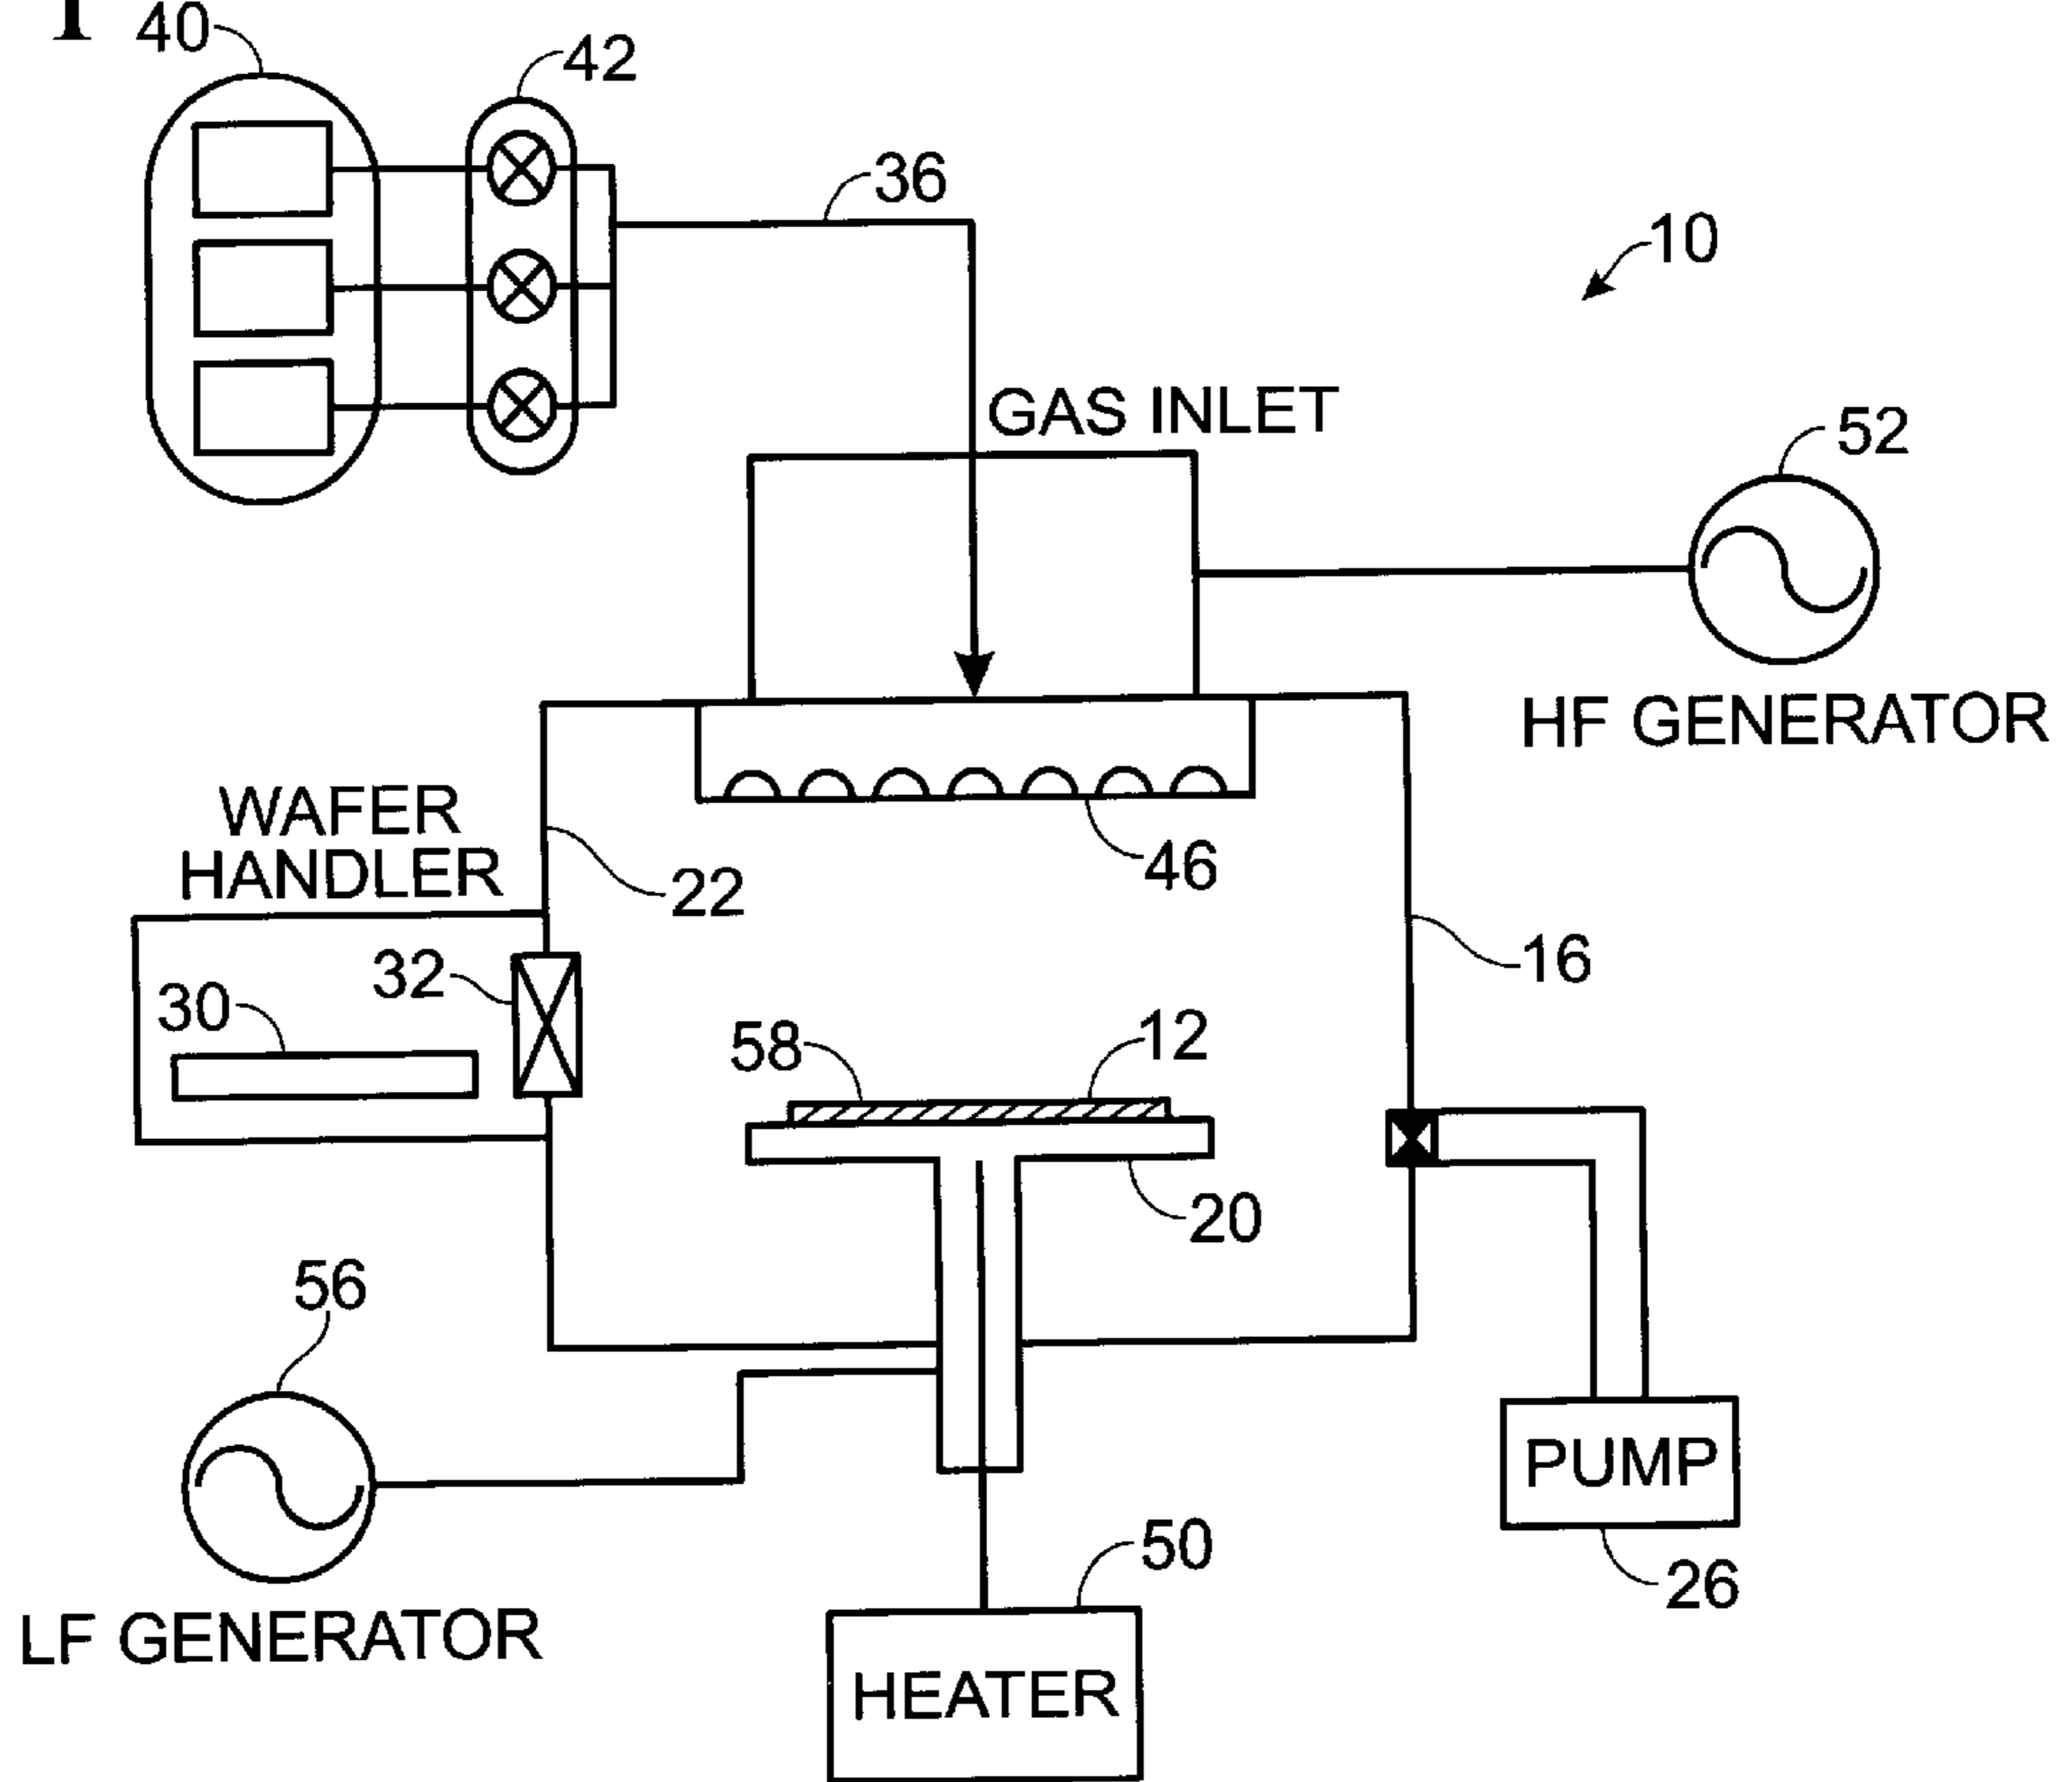 40
42
36
10
GAS INLET
52
HF GENERATOR
WAFER
HANDLER
22
46
32
16
30
58
12
20
56
PUMP
50
26
LF GENERATOR
HEATER